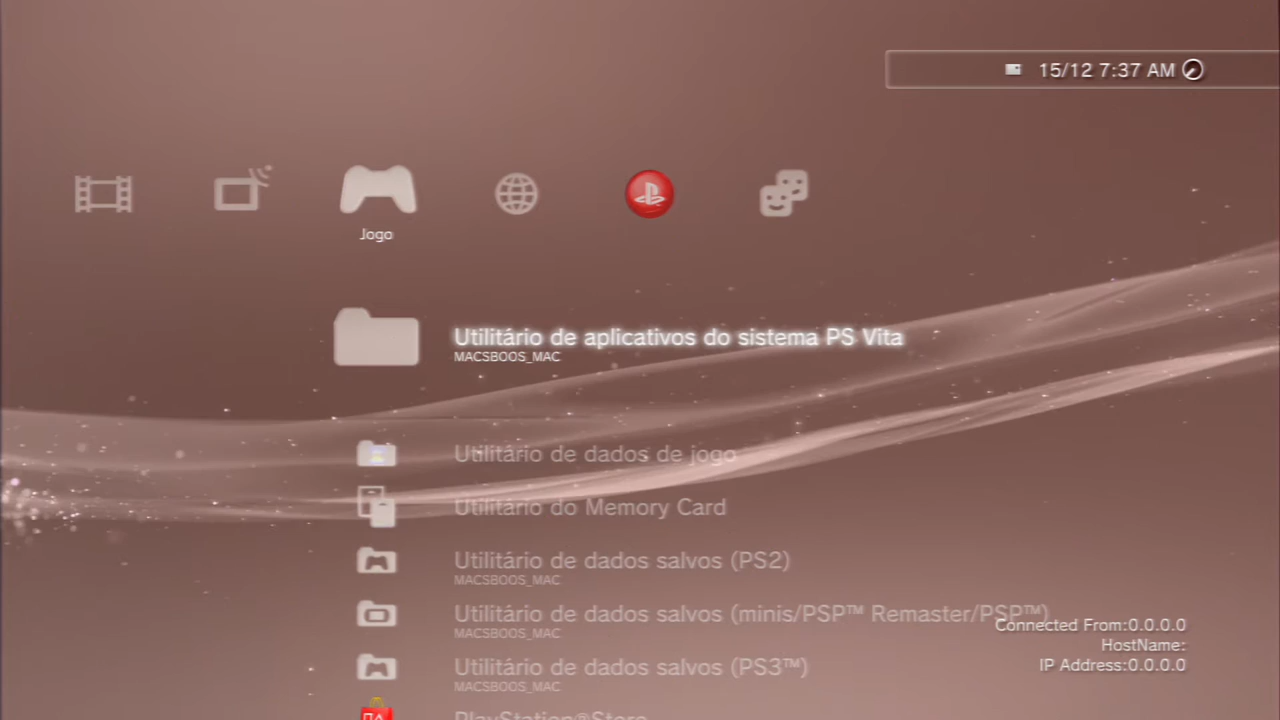 15/12 7:37 AM
Jogo
Utilitário de aplicativos do sistema PS Vita
MACSBOOS_MAC
Utilitário de dados de jogo
Utilitário do Memory Card
Utilitário de dados salvos (PS2)
MACSBOOS_MAC
Utilitário de dados salvos (minis/PSP™ Remaster/PSP™)
MACSBOOS_MAC
Connected From:0.0.0.0
HostName:
IP Address:0.0.0.0
Utilitário de dados salvos (PS3™)
MACSBOOS_MAC
PlayStation®Store